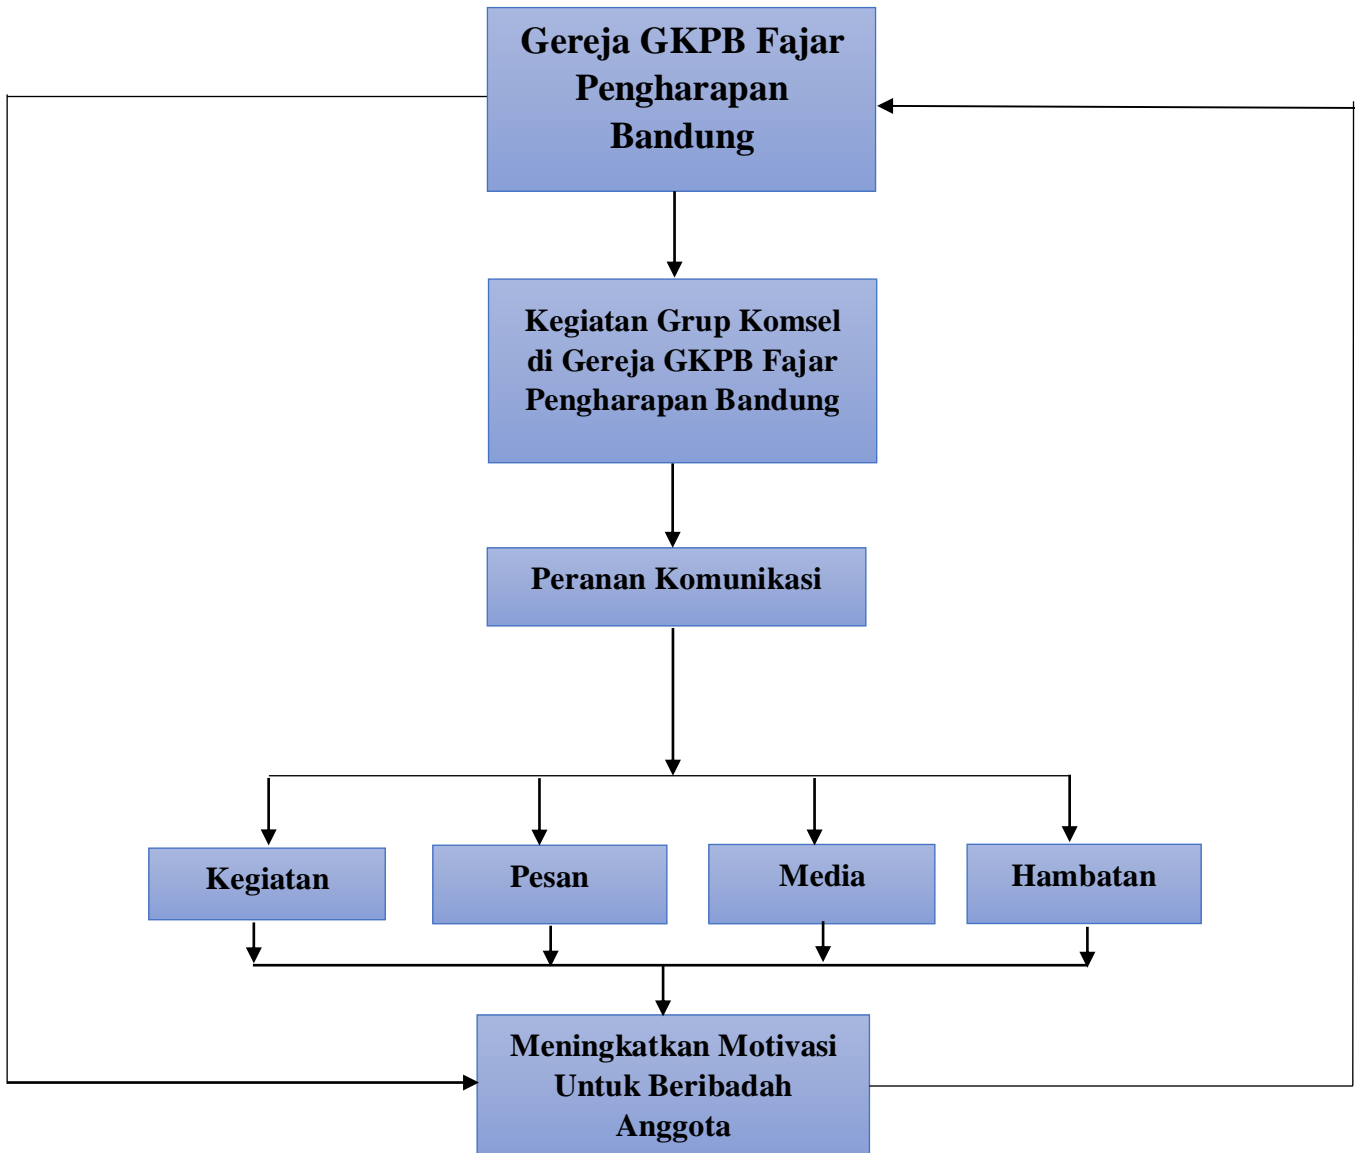 Gereja GKPB Fajar
Pengharapan
Bandung
Kegiatan Grup Komsel
di Gereja GKPB Fajar
Pengharapan Bandung
Peranan Komunikasi
Kegiatan
Pesan
Media
Hambatan
Meningkatkan Motivasi
Untuk Beribadah
Anggota